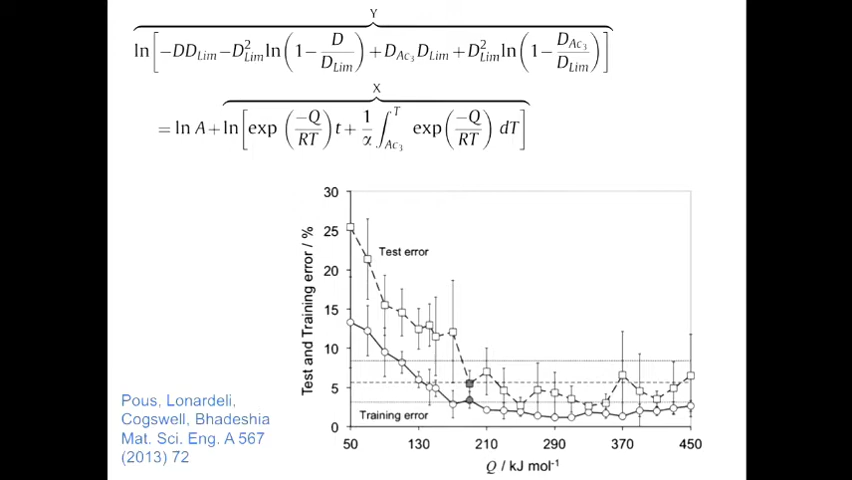 Y
ln[−DD_Lim−D²_Lim ln(1−D/D_Lim)+D_Ac₃D_Lim+D²_Lim ln(1−D_Ac₃/D_Lim)]
X
= ln A+ln[exp(−Q/RT)t+1/α∫_Ac₃^T exp(−Q/RT) dT]
30
25
20
15
10
5
0
Test and Training error / %
Test error
Training error
50 130 210 290 370 450
Q / kJ mol⁻¹
Pous, Lonardeli,
Cogswell, Bhadeshia
Mat. Sci. Eng. A 567
(2013) 72